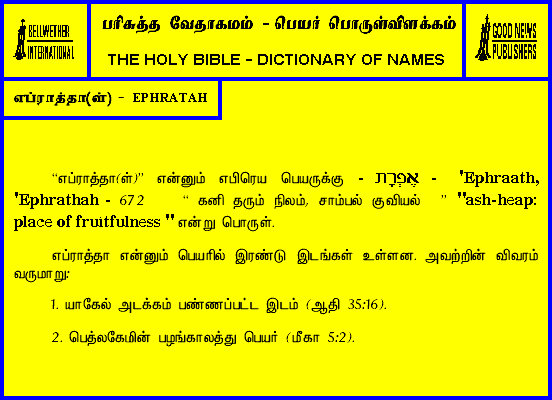 BELLWETHER
INTERNATIONAL
பரிசுத்த வேதாகமம் - பெயர் பொருள்விளக்கம்
THE HOLY BIBLE - DICTIONARY OF NAMES
GOOD NEWS
PUBLISHERS
எப்ராத்தா(ள்) - EPHRATAH
“எப்ராத்தா(ள்)” என்னும் எபிரெய பெயருக்கு - אֶפְרָת - 'Ephraath,
'Ephrathah - 672 “ கனி தரும் நிலம், சாம்பல் குவியல் ” "ash-heap:
place of fruitfulness " என்று பொருள்.
எப்ராத்தா என்னும் பெயரில் இரண்டு இடங்கள் உள்ளன. அவற்றின் விவரம்
வருமாறு:
1. யாகேல் அடக்கம் பண்ணப்பட்ட இடம் (ஆதி 35:16).
2. பெத்லகேமின் பழங்காலத்து பெயர் (மீகா 5:2).